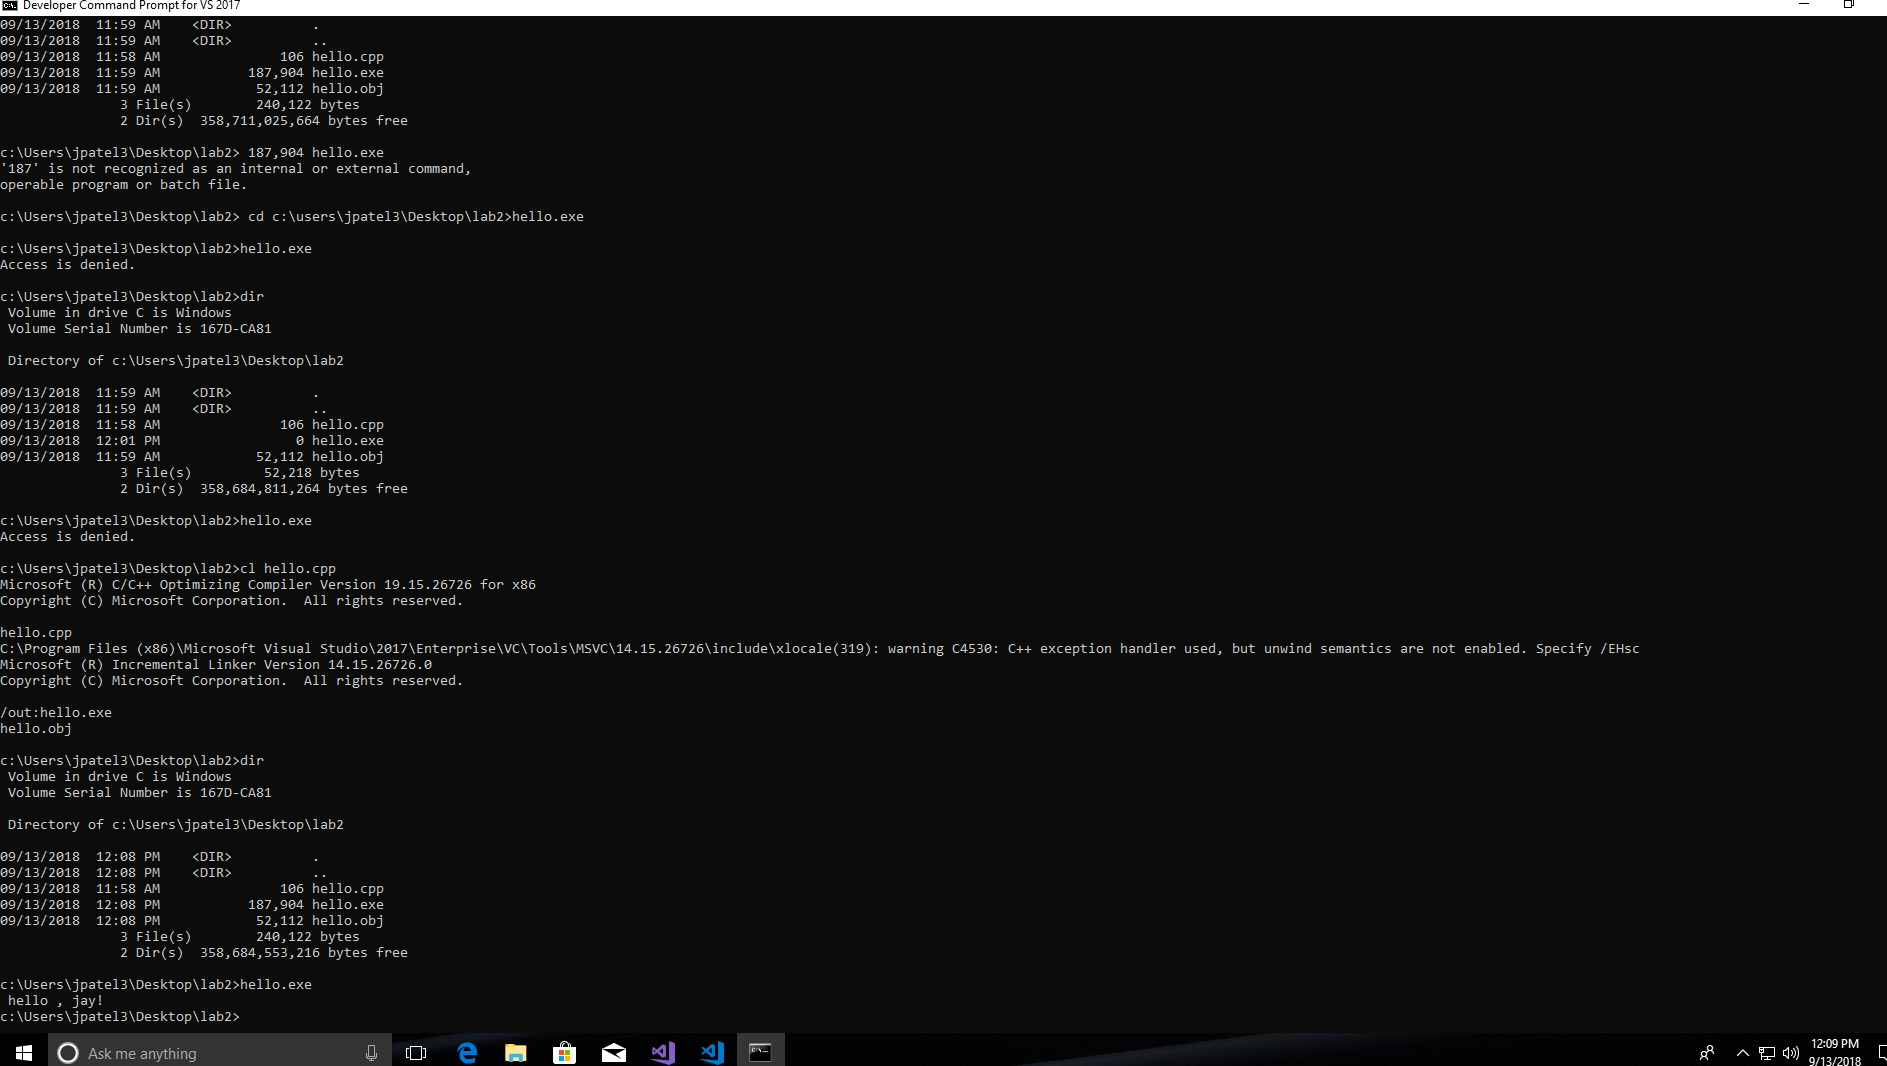 Developer Command Prompt for VS 2017
09/13/2018  11:59 AM    <DIR>          .
09/13/2018  11:59 AM    <DIR>          ..
09/13/2018  11:58 AM               106 hello.cpp
09/13/2018  11:59 AM           187,904 hello.exe
09/13/2018  11:59 AM            52,112 hello.obj
               3 File(s)        240,122 bytes
               2 Dir(s)  358,711,025,664 bytes free

c:\Users\jpatel3\Desktop\lab2> 187,904 hello.exe
'187' is not recognized as an internal or external command,
operable program or batch file.

c:\Users\jpatel3\Desktop\lab2> cd c:\users\jpatel3\Desktop\lab2>hello.exe

c:\Users\jpatel3\Desktop\lab2>hello.exe
Access is denied.

c:\Users\jpatel3\Desktop\lab2>dir
 Volume in drive C is Windows
 Volume Serial Number is 167D-CA81

 Directory of c:\Users\jpatel3\Desktop\lab2

09/13/2018  11:59 AM    <DIR>          .
09/13/2018  11:59 AM    <DIR>          ..
09/13/2018  11:58 AM               106 hello.cpp
09/13/2018  12:01 PM                 0 hello.exe
09/13/2018  11:59 AM            52,112 hello.obj
               3 File(s)         52,218 bytes
               2 Dir(s)  358,684,811,264 bytes free

c:\Users\jpatel3\Desktop\lab2>hello.exe
Access is denied.

c:\Users\jpatel3\Desktop\lab2>cl hello.cpp
Microsoft (R) C/C++ Optimizing Compiler Version 19.15.26726 for x86
Copyright (C) Microsoft Corporation.  All rights reserved.

hello.cpp
C:\Program Files (x86)\Microsoft Visual Studio\2017\Enterprise\VC\Tools\MSVC\14.15.26726\include\xlocale(319): warning C4530: C++ exception handler used, but unwind semantics are not enabled. Specify /EHsc
Microsoft (R) Incremental Linker Version 14.15.26726.0
Copyright (C) Microsoft Corporation.  All rights reserved.

/out:hello.exe
hello.obj

c:\Users\jpatel3\Desktop\lab2>dir
 Volume in drive C is Windows
 Volume Serial Number is 167D-CA81

 Directory of c:\Users\jpatel3\Desktop\lab2

09/13/2018  12:08 PM    <DIR>          .
09/13/2018  12:08 PM    <DIR>          ..
09/13/2018  11:58 AM               106 hello.cpp
09/13/2018  12:08 PM           187,904 hello.exe
09/13/2018  12:08 PM            52,112 hello.obj
               3 File(s)        240,122 bytes
               2 Dir(s)  358,684,553,216 bytes free

c:\Users\jpatel3\Desktop\lab2>hello.exe
 hello , jay!
c:\Users\jpatel3\Desktop\lab2>
Ask me anything
12:09 PM
9/13/2018